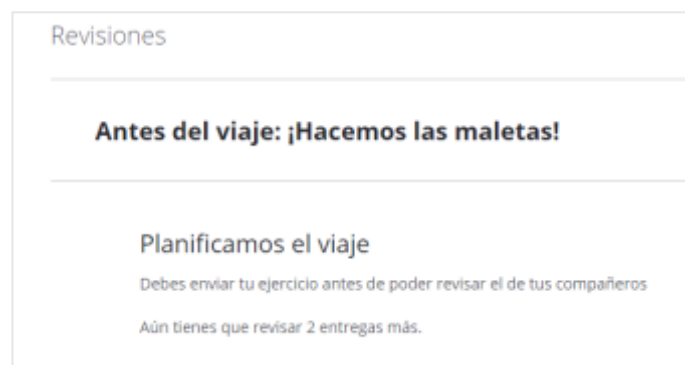 Revisiones
Antes del viaje: ¡Hacemos las maletas!
Planificamos el viaje
Debes enviar tu ejercicio antes de poder revisar el de tus compañeros
Aún tienes que revisar 2 entregas más.